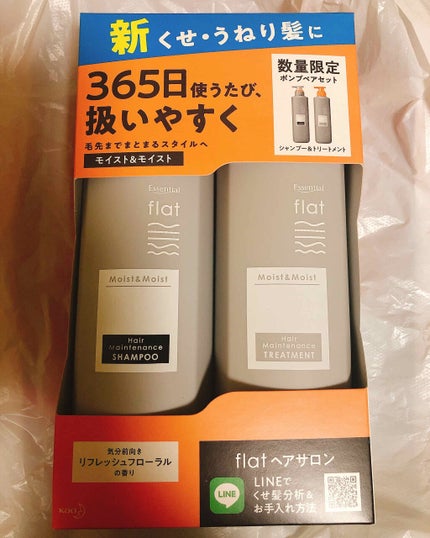 新 くせ・うねり髪に
365日使うたび、
扱いやすく
毛先までまとまるスタイルへ
モイスト&モイスト
数量限定
ポンプペアセット
シャンプー&トリートメント
Essential
flat
Moist&Moist
Hair
Maintenance
SHAMPOO
Essential
flat
Moist&Moist
Hair
Maintenance
TREATMENT
気分前向き
リフレッシュフローラル
の香り
flat ヘアサロン
LINE
LINEで
くせ髪分析&
お手入れ方法
KAO